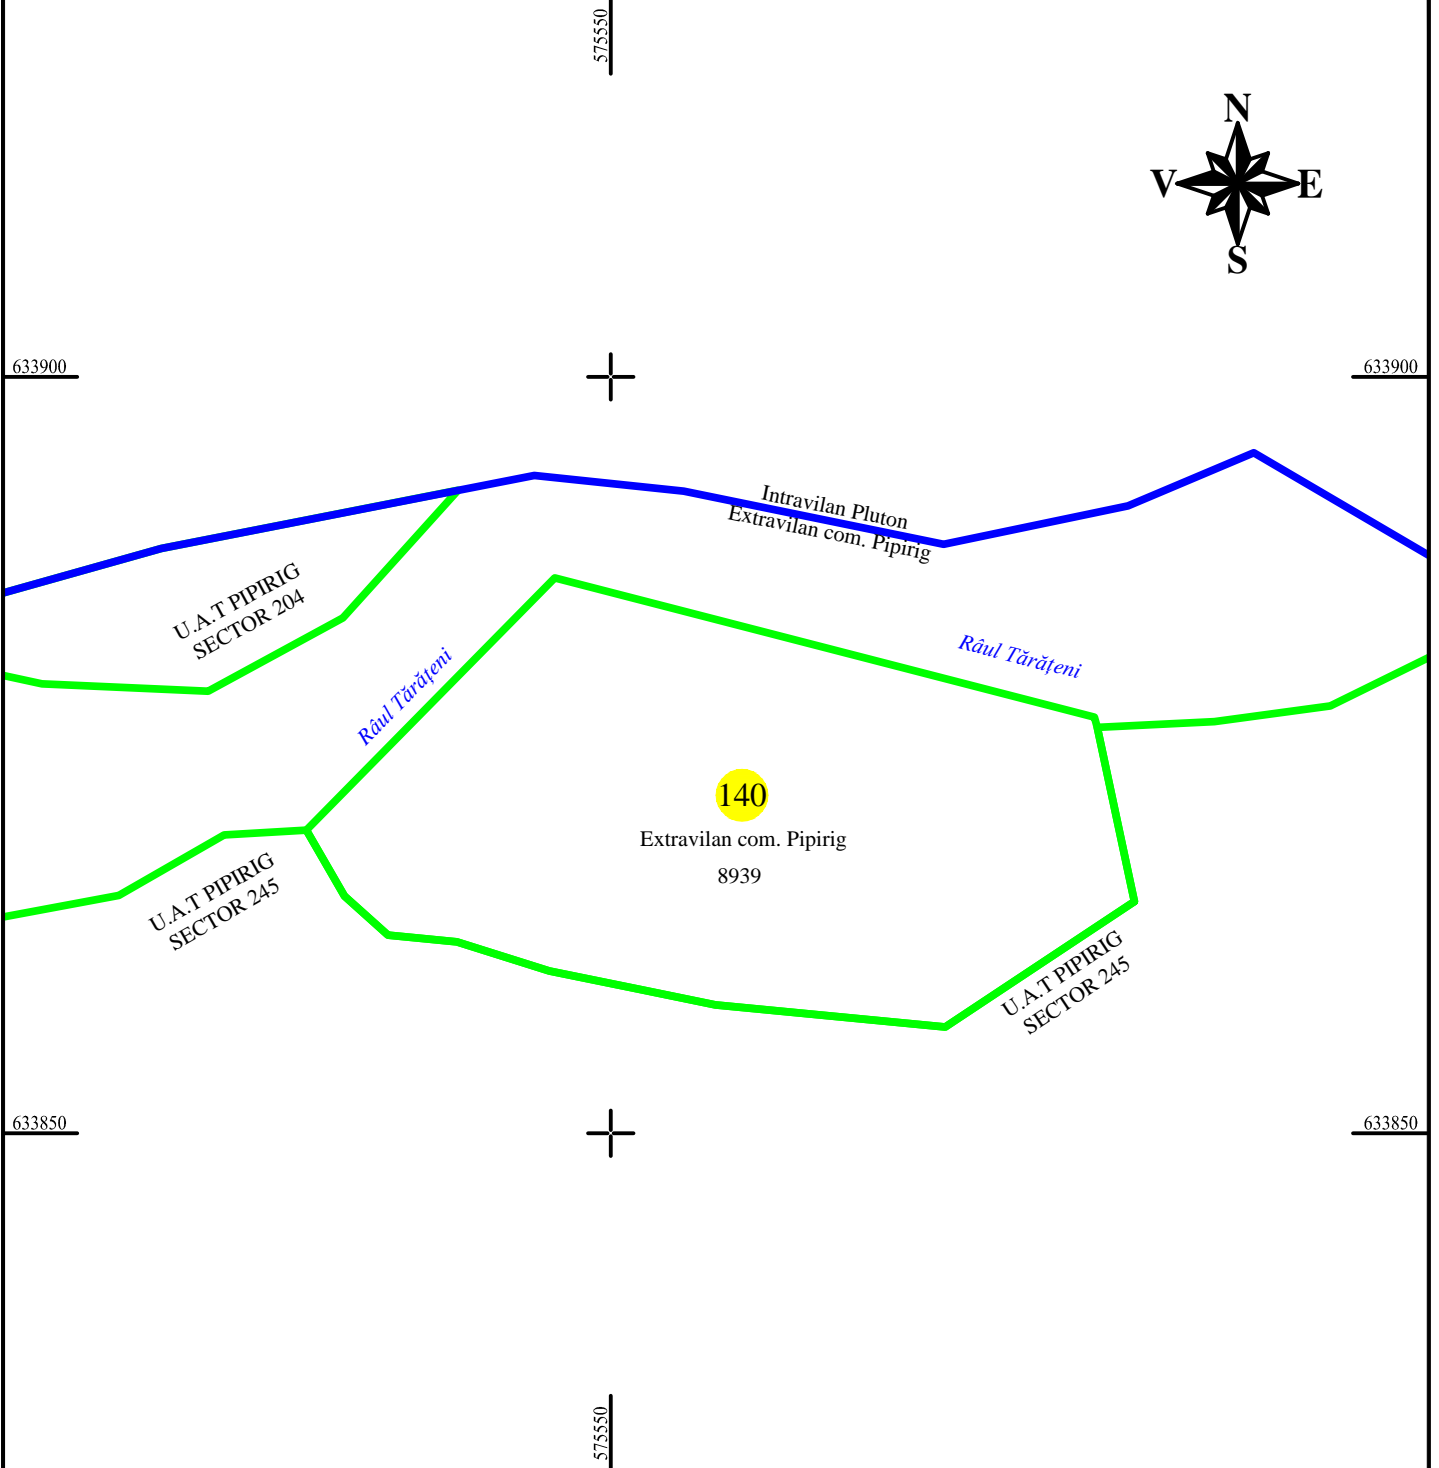 575550
N
V
E
S
633900
633900
Intravilan Pluton
Extravilan com. Pipirig
U.A.T PIPIRIG
SECTOR 204
Râul Tărățeni
Râul Tărățeni
140
Extravilan com. Pipirig
8939
U.A.T PIPIRIG
SECTOR 245
U.A.T PIPIRIG
SECTOR 245
633850
633850
575550